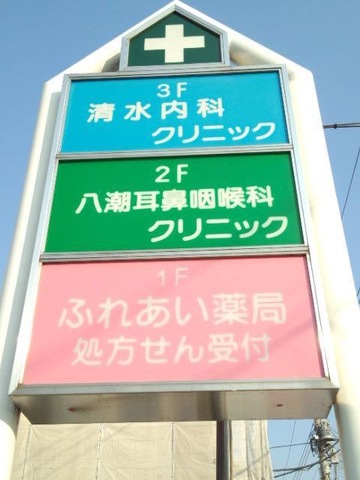 3F
清水内科
クリニック
2F
八潮耳鼻咽喉科
クリニック
1F
ふれあい薬局
処方せん受付